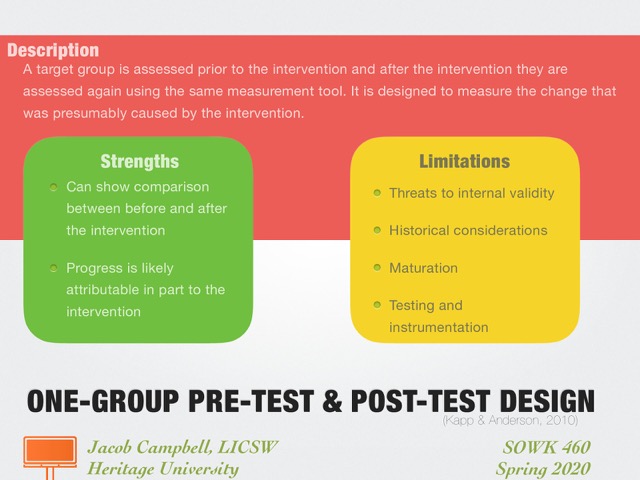 Description
A target group is assessed prior to the intervention and after the intervention they are
assessed again using the same measurement tool. It is designed to measure the change that
was presumably caused by the intervention.
Strengths
Can show comparison
between before and after
the intervention
Progress is likely
attributable in part to the
intervention
Limitations
Threats to internal validity
Historical considerations
Maturation
Testing and
instrumentation
ONE-GROUP PRE-TEST & POST-TEST DESIGN
(Kapp & Anderson, 2010)
Jacob Campbell, LICSW
Heritage University
SOWK 460
Spring 2020